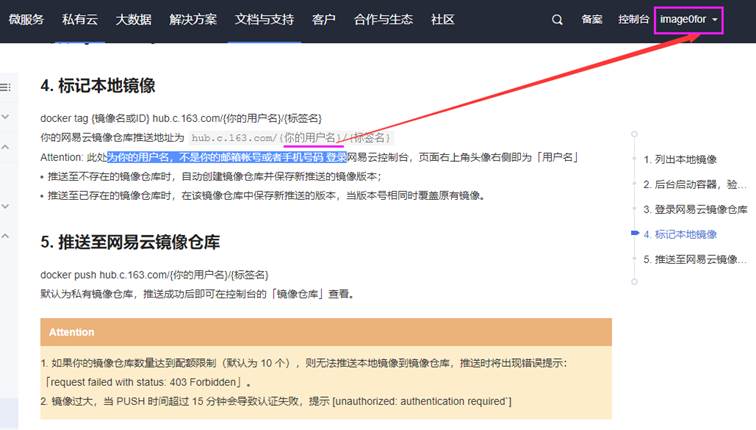 微服务 私有云 大数据 解决方案 文档与支持 客户 合作与生态 社区 备案 控制台 image0for
4. 标记本地镜像
docker tag {镜像名或ID} hub.c.163.com/{你的用户名}/{标签名}
你的网易云镜像仓库推送地址为 hub.c.163.com/{你的用户名}/{标签名}
Attention: 此处为你的用户名，不是你的邮箱帐号或者手机号码 登录网易云控制台，页面右上角头像右侧即为「用户名」
• 推送至不存在的镜像仓库时，自动创建镜像仓库并保存新推送的镜像版本；
• 推送至已存在的镜像仓库时，在该镜像仓库中保存新推送的版本，当版本号相同时覆盖原有镜像。
5. 推送至网易云镜像仓库
docker push hub.c.163.com/{你的用户名}/{标签名}
默认为私有镜像仓库，推送成功后即可在控制台的「镜像仓库」查看。
Attention
1. 如果你的镜像仓库数量达到配额限制（默认为 10 个），则无法推送本地镜像到镜像仓库，推送时将出现错误提示：
「request failed with status: 403 Forbidden」。
2. 镜像过大，当 PUSH 时间超过 15 分钟会导致认证失败，提示 [unauthorized: authentication required`]
1. 列出本地镜像
2. 后台启动容器，验...
3. 登录网易云镜像仓库
4. 标记本地镜像
5. 推送至网易云镜像...